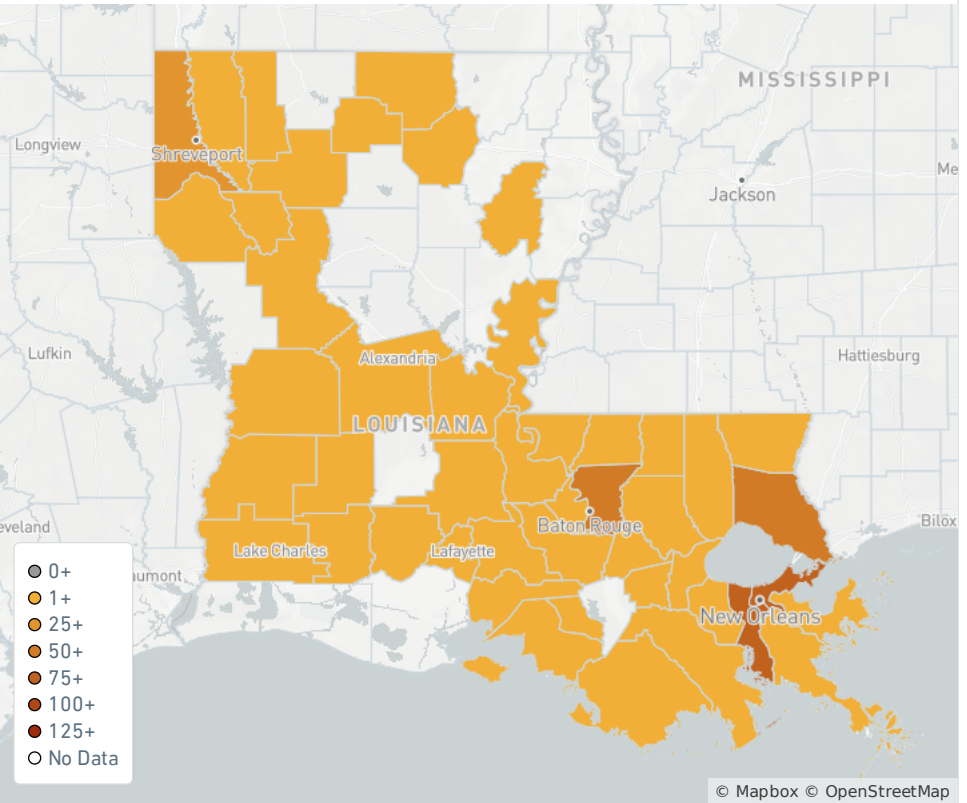 MISSISSIPPI
Longview
Shreveport
Me
Jackson
Lufkin
Alexandria
Hattiesburg
LOUISIANA
eveland
Baton Rouge
Bilox
Lake Charles
Lafayette
aumont
New Orleans
0+
1+
25+
50+
75+
100+
125+
No Data
© Mapbox © OpenStreetMap